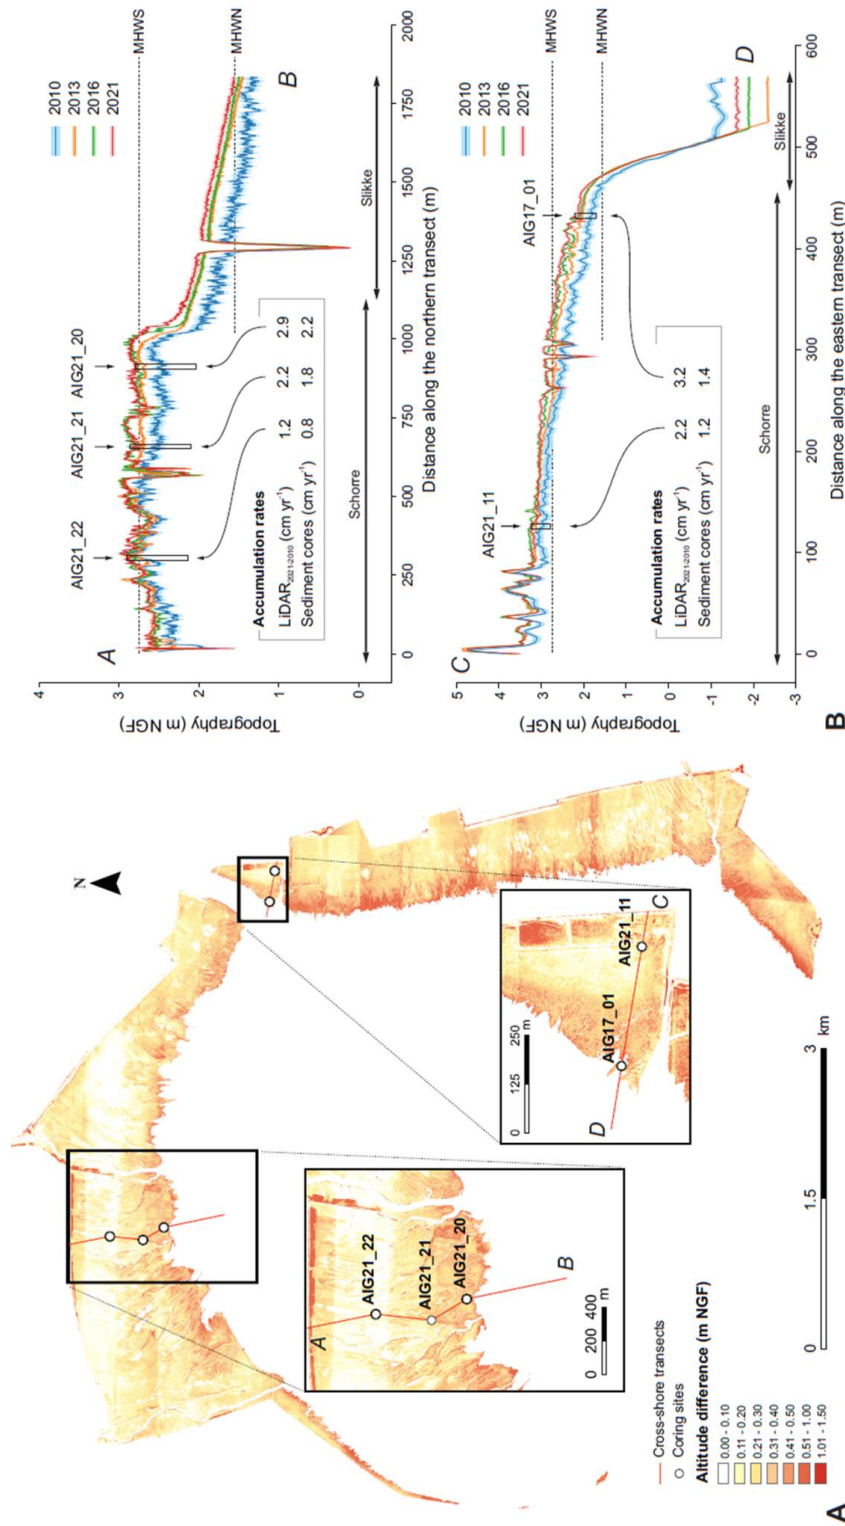 N
A
AIG21_22
AIG21_21
AIG21_20
B
0 200 400
m
0 125 250
m
D
AIG17_01
AIG21_11
C
Cross-shore transects
Coring sites
Altitude difference (m NGF)
0.00 - 0.10
0.11 - 0.20
0.21 - 0.30
0.31 - 0.40
0.41 - 0.50
0.51 - 1.00
1.01 - 1.50
0 1.5 3
km
A
Topography (m NGF)
4
3
2
1
0
A
AIG21_22
AIG21_21
AIG21_20
2010
2013
2016
2021
MHWS
MHWN
B
Accumulation rates
LiDAR2021-2010 (cm yr-1) 1.2 2.2 2.9
Sediment cores (cm yr-1) 0.8 1.8 2.2
Schorre
Slikke
0 250 500 750 1000 1250 1500 1750 2000
Distance along the northern transect (m)
Topography (m NGF)
5
4
3
2
1
0
-1
-2
-3
C
AIG21_11
AIG17_01
2010
2013
2016
2021
MHWS
MHWN
D
Accumulation rates
LiDAR2021-2010 (cm yr-1) 2.2 3.2
Sediment cores (cm yr-1) 1.2 1.4
Schorre
Slikke
0 100 200 300 400 500 600
Distance along the eastern transect (m)
B